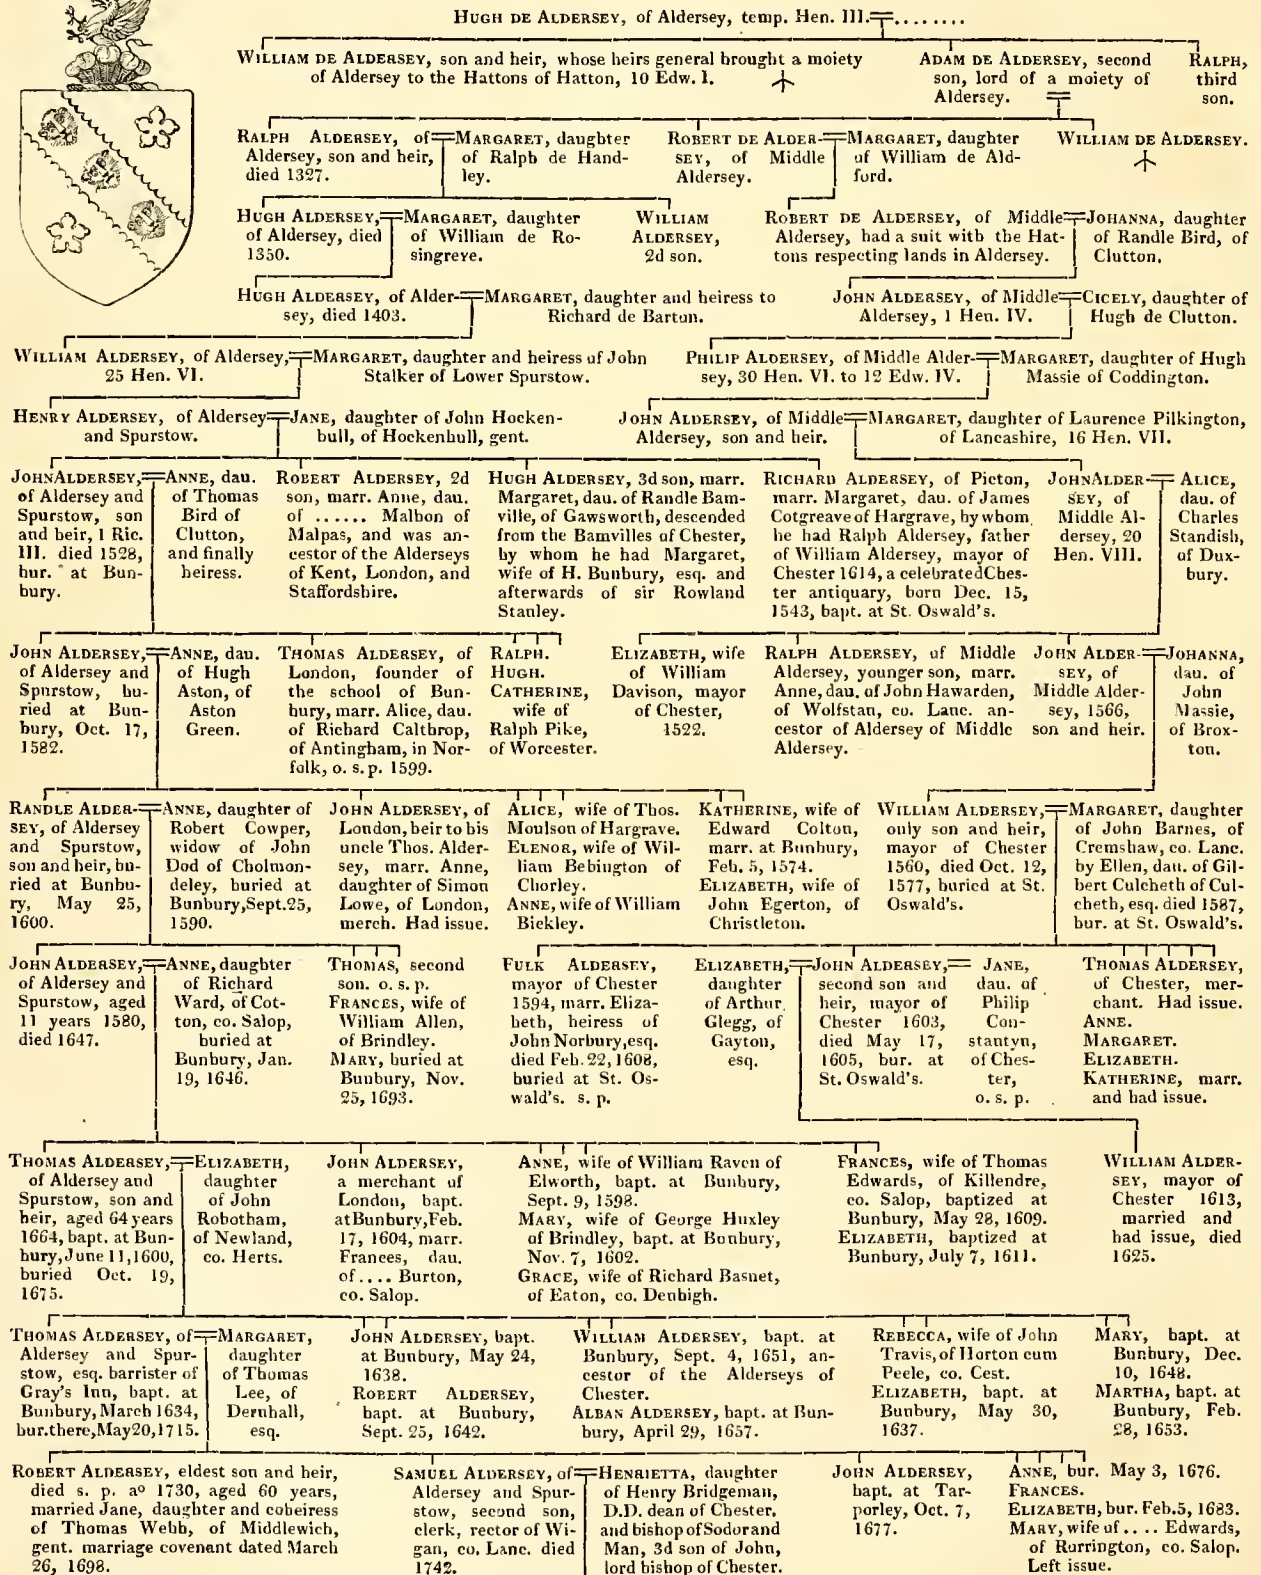 HUGH DE ALDERSEY, of Aldersey, temp. Hen. III.=........
WILLIAM DE ALDERSEY, son and heir, whose heirs general brought a moiety
of Aldersey to the Hattons of Hatton, 10 Edw. I.
ADAM DE ALDERSEY, second
son, lord of a moiety of
Aldersey.
RALPH,
third
son.
RALPH ALDERSEY, of
Aldersey, son and heir,
died 1327.
MARGARET, daughter
of Ralph de Hand-
ley.
ROBERT DE ALDER-
SEY, of Middle
Aldersey.
MARGARET, daughter
of William de Ald-
ford.
WILLIAM DE ALDERSEY.
HUGH ALDERSEY,
of Aldersey, died
1350.
MARGARET, daughter
of William de Ro-
singreve.
WILLIAM
ALDERSEY,
2d son.
ROBERT DE ALDERSEY, of Middle
Aldersey, had a suit with the Hat-
tons respecting lands in Aldersey.
JOHANNA, daughter
of Randle Bird, of
Clutton.
HUGH ALDERSEY, of Alder-
sey, died 1403.
MARGARET, daughter and heiress to
Richard de Barton.
JOHN ALDERSEY, of Middle
Aldersey, 1 Hen. IV.
CICELY, daughter of
Hugh de Clutton.
WILLIAM ALDERSEY, of Aldersey,
25 Hen. VI.
MARGARET, daughter and heiress of John
Stalker of Lower Spurstow.
PHILIP ALDERSEY, of Middle Alder-
sey, 30 Hen. VI. to 12 Edw. IV.
MARGARET, daughter of Hugh
Massie of Coddington.
HENRY ALDERSEY, of Aldersey
and Spurstow.
JANE, daughter of John Hocken-
bull, of Hockenhull, gent.
JOHN ALDERSEY, of Middle
Aldersey, son and heir.
MARGARET, daughter of Laurence Pilkington,
of Lancashire, 16 Hen. VII.
JOHN ALDERSEY,
of Aldersey and
Spurstow, son
and heir, 1 Ric.
III. died 1528,
bur. at Bun-
bury.
ANNE, dau.
of Thomas
Bird of
Clutton,
and finally
heiress.
ROBERT ALDERSEY, 2d
son, marr. Anne, dau.
of ...... Malbon of
Malpas, and was an-
cestor of the Alderseys
of Kent, London, and
Staffordshire.
HUGH ALDERSEY, 3d son, marr.
Margaret, dau. of Randle Bam-
ville, of Gawsworth, descended
from the Bamvilles of Chester,
by whom he had Margaret,
wife of H. Bunbury, esq. and
afterwards of sir Rowland
Stanley.
RICHARD ALDERSEY, of Picton,
marr. Margaret, dau. of James
Cotgreave of Hargrave, by whom
he had Ralph Aldersey, father
of William Aldersey, mayor of
Chester 1614, a celebrated Ches-
ter antiquary, born Dec. 15,
1543, bapt. at St. Oswald's.
JOHN ALDER-
SEY, of
Middle Al-
dersey, 20
Hen. VIII.
ALICE,
dau. of
Charles
Standish,
of Dux-
bury.
JOHN ALDERSEY,
of Aldersey and
Spurstow, bu-
ried at Bun-
bury, Oct. 17,
1582.
ANNE, dau.
of Hugh
Aston, of
Aston
Green.
THOMAS ALDERSEY, of
London, founder of
the school of Bun-
bury, marr. Alice, dau.
of Richard Calthrop,
of Antingham, in Nor-
folk, o. s. p. 1599.
RALPH.
HUGH.
CATHERINE,
wife of
Ralph Pike,
of Worcester.
ELIZABETH, wife
of William
Davison, mayor
of Chester,
1522.
RALPH ALDERSEY, of Middle
Aldersey, younger son, marr.
Anne, dau. of John Hawarden,
of Wolfstan, co. Lanc. an-
cestor of Aldersey of Middle
Aldersey.
JOHN ALDER-
SEY, of
Middle Alder-
sey, 1566,
son and heir.
JOHANNA,
dau. of
John
Massie,
of Brox-
ton.
RANDLE ALDER-
SEY, of Aldersey
and Spurstow,
son and heir, bu-
ried at Bunbu-
ry, May 25,
1600.
ANNE, daughter of
Robert Cowper,
widow of John
Dod of Cholmon-
deley, buried at
Bunbury, Sept. 25,
1590.
JOHN ALDERSEY, of
London, heir to his
uncle Thos. Alder-
sey, marr. Anne,
daughter of Simon
Lowe, of London,
merch. Had issue.
ALICE, wife of Thos.
Moulson of Hargrave.
ELENOR, wife of Wil-
liam Bebington of
Chorley.
ANNE, wife of William
Bickley.
KATHERINE, wife of
Edward Colton,
marr. at Bunbury,
Feb. 5, 1574.
ELIZABETH, wife of
John Egerton, of
Christleton.
WILLIAM ALDERSEY,
only son and heir,
mayor of Chester
1560, died Oct. 12,
1577, buried at St.
Oswald's.
MARGARET, daughter
of John Barnes, of
Cremshaw, co. Lanc.
by Ellen, dau. of Gil-
bert Culcheth of Cul-
cheth, esq. died 1587,
bur. at St. Oswald's.
JOHN ALDERSEY,
of Aldersey and
Spurstow, aged
11 years 1580,
died 1647.
ANNE, daughter
of Richard
Ward, of Cot-
ton, co. Salop,
buried at
Bunbury, Jan.
19, 1646.
THOMAS, second
son. o. s. p.
FRANCES, wife of
William Allen,
of Brindley.
MARY, buried at
Bunbury, Nov.
25, 1693.
FULK ALDERSEY,
mayor of Chester
1594, marr. Eliza-
beth, heiress of
John Norbury, esq.
died Feb. 22, 1608,
buried at St. Os-
wald's. s. p.
ELIZABETH,
daughter
of Arthur
Glegg, of
Gayton,
esq.
JOHN ALDERSEY,
second son and
heir, mayor of
Chester 1603,
died May 17,
1605, bur. at
St. Oswald's.
JANE,
dau. of
Philip
Con-
stantyn,
of Ches-
ter,
o. s. p.
THOMAS ALDERSEY,
of Chester, mer-
chant. Had issue.
ANNE.
MARGARET.
ELIZABETH.
KATHERINE, marr.
and had issue.
THOMAS ALDERSEY,
of Aldersey and
Spurstow, son and
heir, aged 64 years
1664, bapt. at Bun-
bury, June 11, 1600,
buried Oct. 19,
1675.
ELIZABETH,
daughter
of John
Robotham,
of Newland,
co. Herts.
JOHN ALDERSEY,
a merchant of
London, bapt.
at Bunbury, Feb.
17, 1604, marr.
Frances, dau.
of.... Burton,
co. Salop.
ANNE, wife of William Raven of
Elworth, bapt. at Bunbury,
Sept. 9, 1598.
MARY, wife of George Huxley
of Brindley, bapt. at Bunbury,
Nov. 7, 1602.
GRACE, wife of Richard Basnet,
of Eaton, co. Denbigh.
FRANCES, wife of Thomas
Edwards, of Killendre,
co. Salop, baptized at
Bunbury, May 28, 1609.
ELIZABETH, baptized at
Bunbury, July 7, 1611.
WILLIAM ALDER-
SEY, mayor of
Chester 1613,
married and
had issue, died
1625.
THOMAS ALDERSEY, of
Aldersey and Spur-
stow, esq. barrister of
Gray's Inn, bapt. at
Bunbury, March 1634,
bur. there, May 20, 1715.
MARGARET,
daughter
of Thomas
Lee, of
Dernhall,
esq.
JOHN ALDERSEY, bapt.
at Bunbury, May 24,
1638.
ROBERT ALDERSEY,
bapt. at Bunbury,
Sept. 25, 1642.
WILLIAM ALDERSEY, bapt. at
Bunbury, Sept. 4, 1651, an-
cestor of the Alderseys of
Chester.
ALBAN ALDERSEY, bapt. at Bun-
bury, April 29, 1657.
REBECCA, wife of John
Travis, of Horton cum
Peele, co. Cest.
ELIZABETH, bapt. at
Bunbury, May 30,
1637.
MARY, bapt. at
Bunbury, Dec.
10, 1648.
MARTHA, bapt. at
Bunbury, Feb.
28, 1653.
ROBERT ALDERSEY, eldest son and heir,
died s. p. aº 1730, aged 60 years,
married Jane, daughter and cobeiress
of Thomas Webb, of Middlewich,
gent. marriage covenant dated March
26, 1698.
SAMUEL ALDERSEY, of
Aldersey and Spur-
stow, second son,
clerk, rector of Wi-
gan, co. Lanc. died
1742.
HENRIETTA, daughter
of Henry Bridgeman,
D.D. dean of Chester,
and bishop of Sodor and
Man, 3d son of John,
lord bishop of Chester.
JOHN ALDERSEY,
bapt. at Tar-
porley, Oct. 7,
1677.
ANNE, bur. May 3, 1676.
FRANCES.
ELIZABETH, bur. Feb. 5, 1683.
MARY, wife of .... Edwards,
of Rorrington, co. Salop.
Left issue.